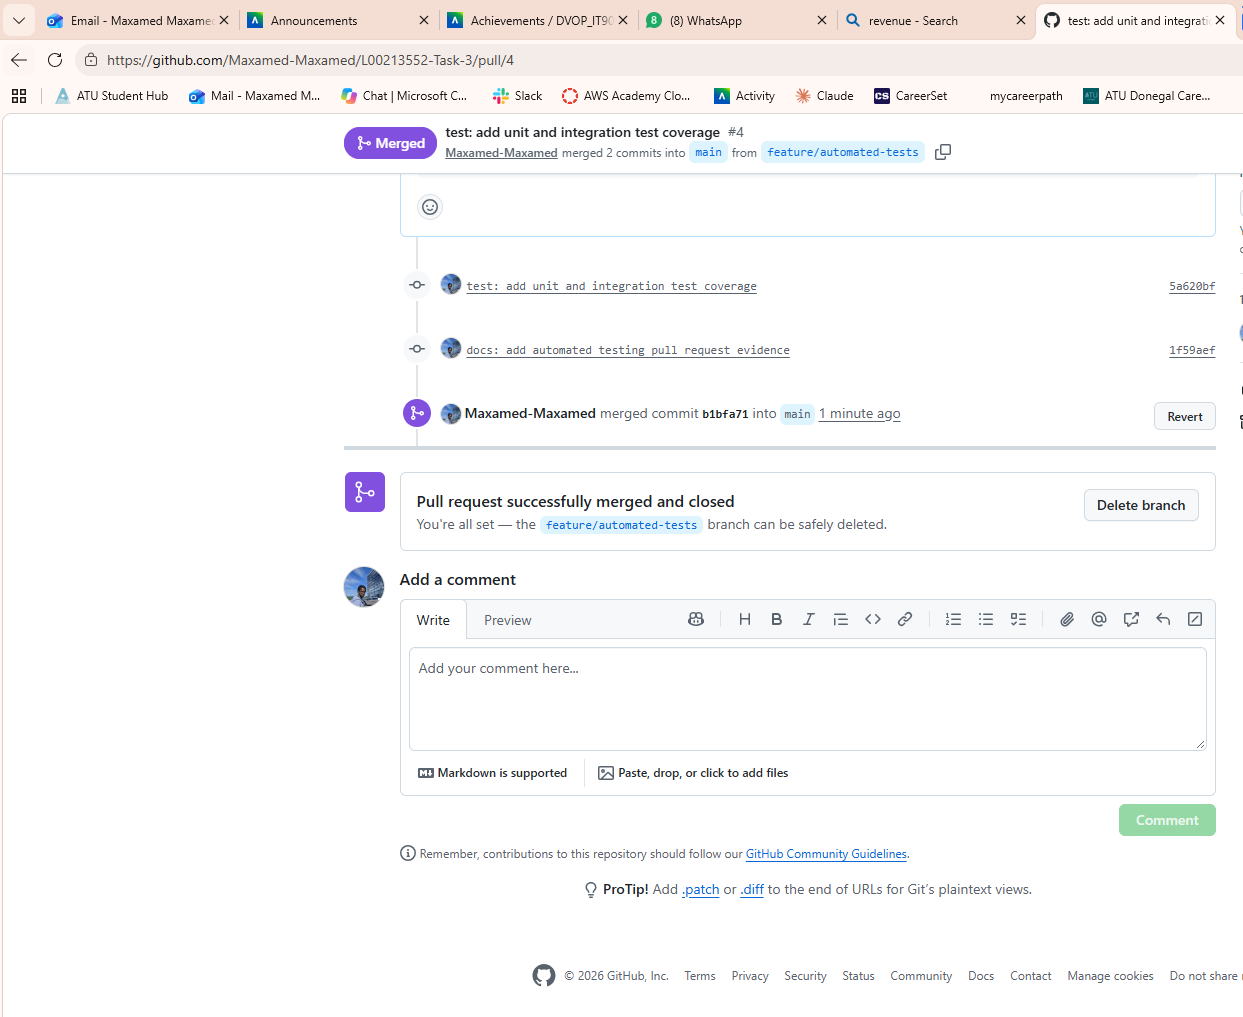 Email - Maxamed Maxame
Announcements
Achievements / DVOP_IT90
8
(8) WhatsApp
revenue - Search
test: add unit and integrati
https://github.com/Maxamed-Maxamed/L00213552-Task-3/pull/4
ATU Student Hub
Mail - Maxamed M...
Chat | Microsoft C...
Slack
AWS Academy Clo...
Activity
Claude
CS
CareerSet
mycareerpath
ATU Donegal Care...
Merged
test: add unit and integration test coverage #4
Maxamed-Maxamed merged 2 commits into main from feature/automated-tests
test: add unit and integration test coverage
5a620bf
docs: add automated testing pull request evidence
1f59aef
Maxamed-Maxamed merged commit b1bfa71 into main 1 minute ago
Revert
Pull request successfully merged and closed
You're all set — the feature/automated-tests branch can be safely deleted.
Delete branch
Add a comment
Write
Preview
Add your comment here...
Markdown is supported
Paste, drop, or click to add files
Comment
Remember, contributions to this repository should follow our GitHub Community Guidelines.
ProTip! Add .patch or .diff to the end of URLs for Git's plaintext views.
© 2026 GitHub, Inc.
Terms
Privacy
Security
Status
Community
Docs
Contact
Manage cookies
Do not share